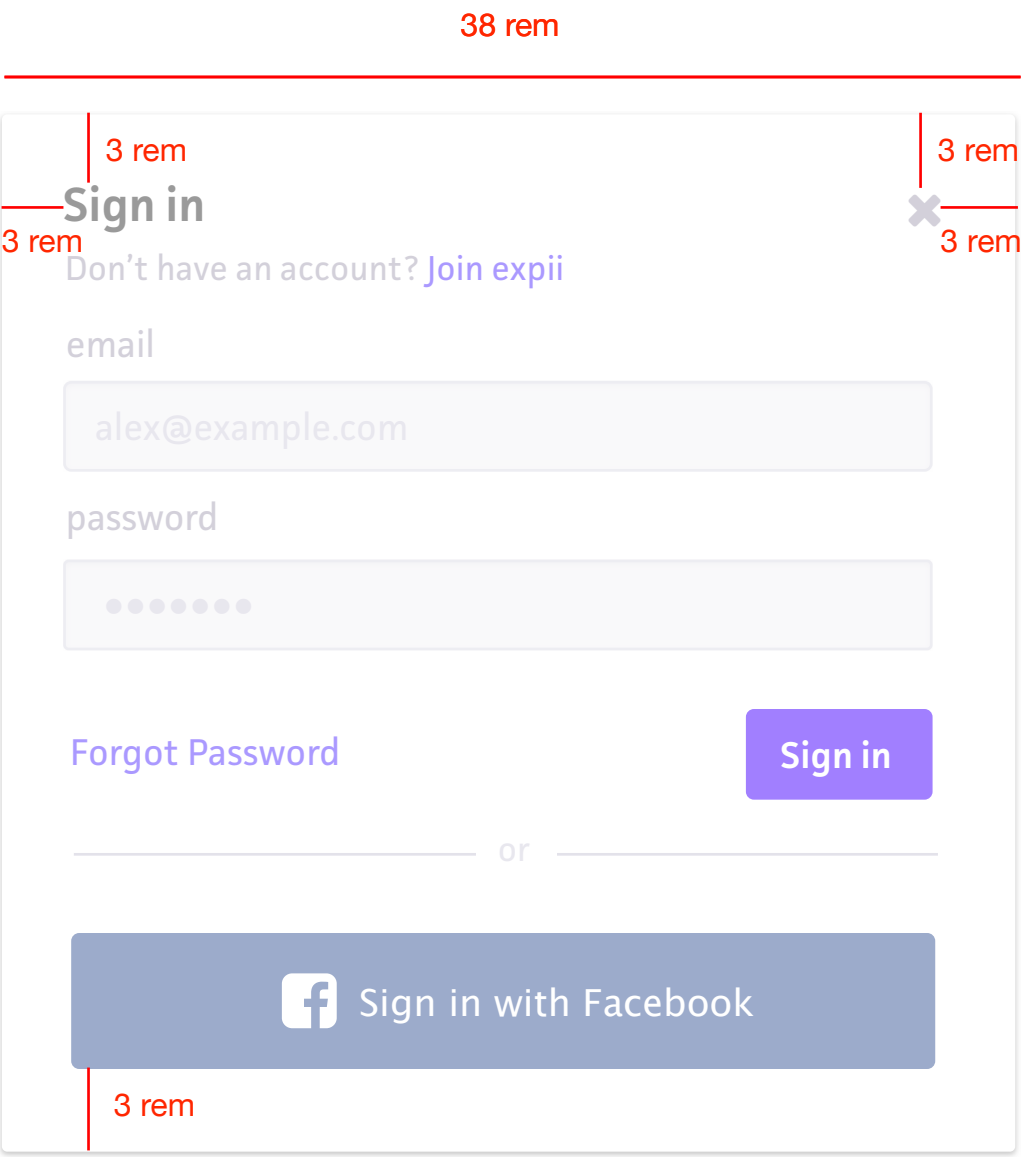 38 rem
3 rem 3 rem
Sign in
3 rem 3 rem
Don't have an account? Join expii
email
alex@example.com
password
Forgot Password Sign in
or
Sign in with Facebook
3 rem